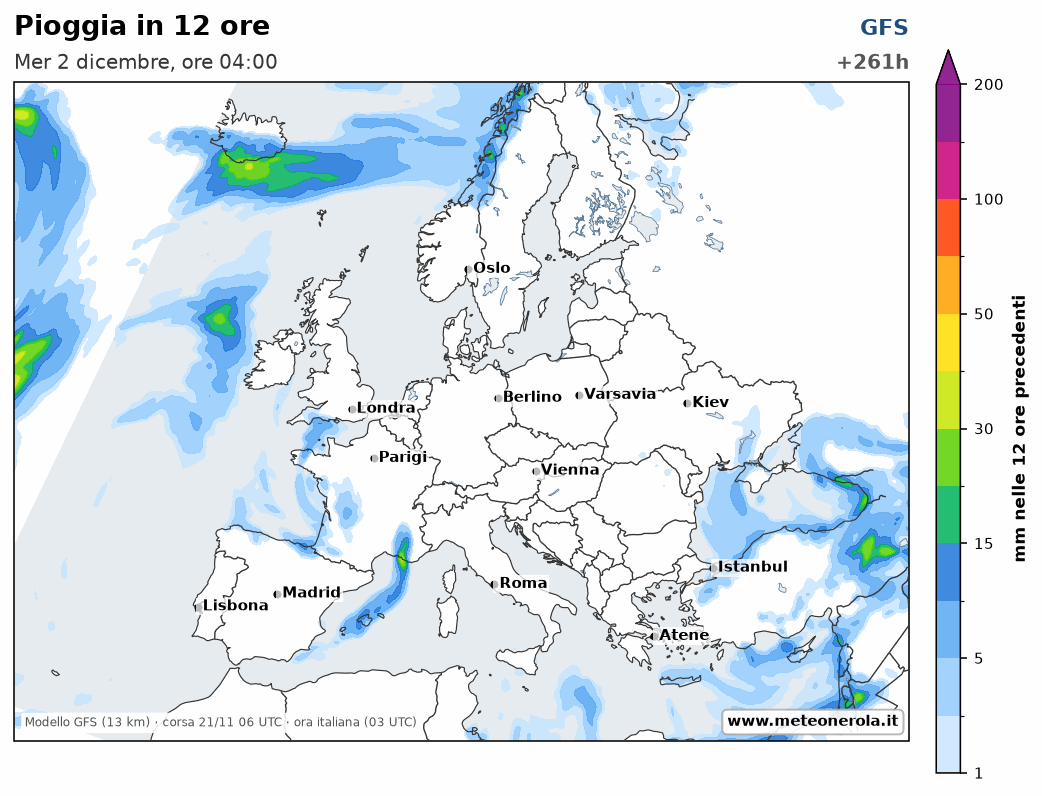 Pioggia in 12 ore
GFS
Mer 2 dicembre, ore 04:00
+261h
200
100
50
30
15
5
1
mm nelle 12 ore precedenti
Oslo
Londra
Berlino
Varsavia
Kiev
Parigi
Vienna
Istanbul
Roma
Madrid
Lisbona
Atene
Modello GFS (13 km) · corsa 21/11 06 UTC · ora italiana (03 UTC)
www.meteonerola.it